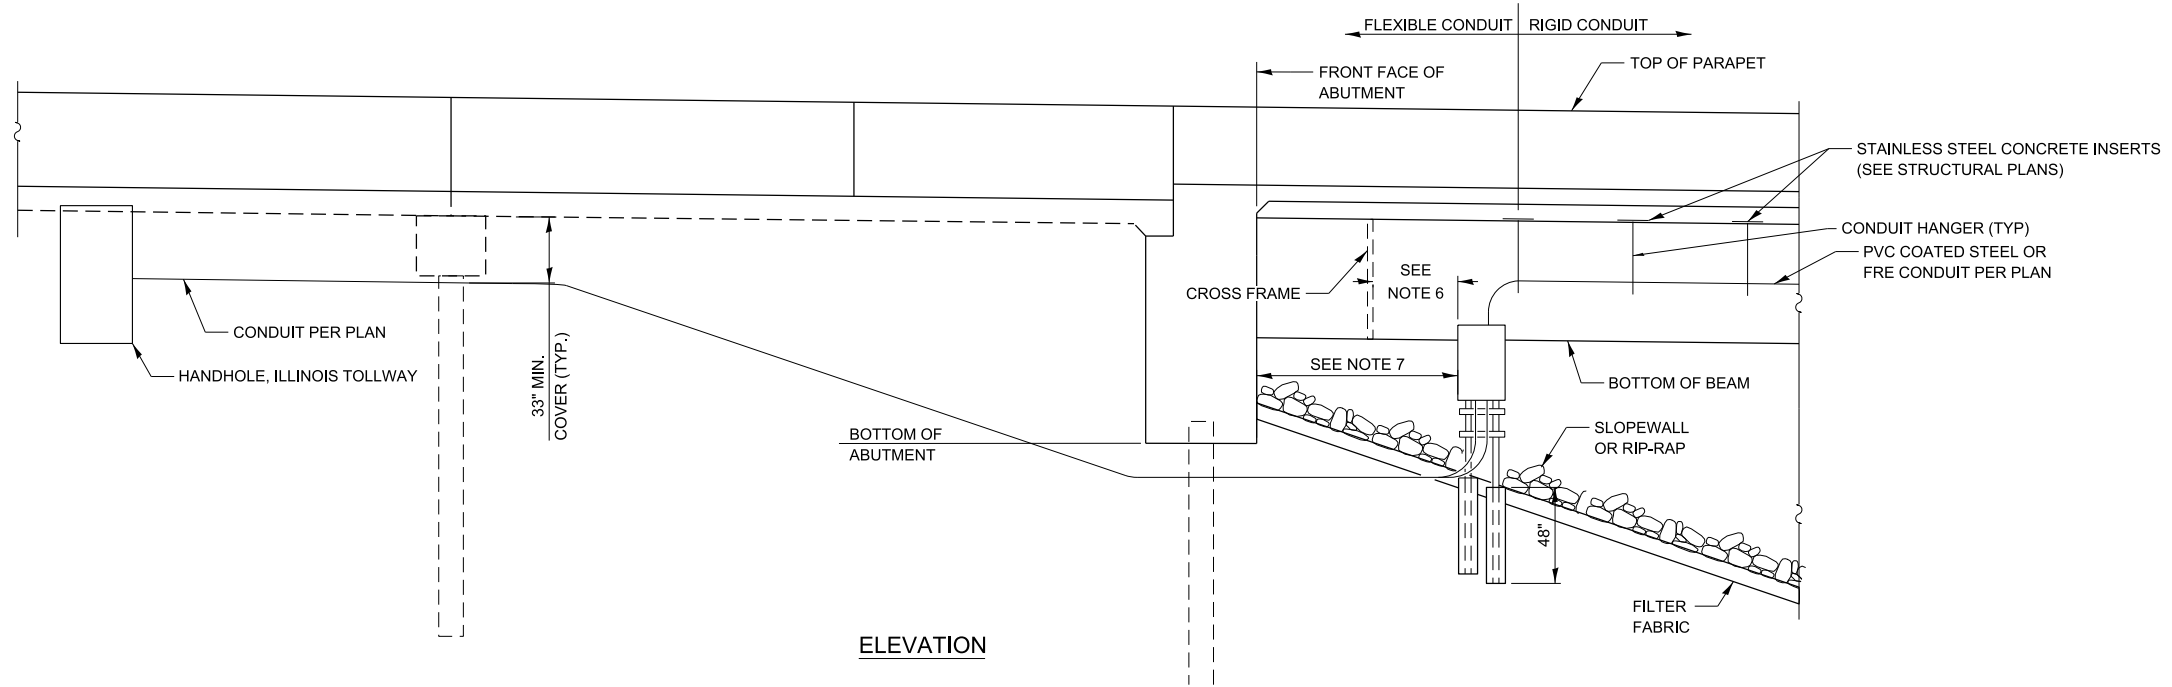 FLEXIBLE CONDUIT
RIGID CONDUIT
TOP OF PARAPET
FRONT FACE OF
ABUTMENT
STAINLESS STEEL CONCRETE INSERTS
(SEE STRUCTURAL PLANS)
CONDUIT HANGER (TYP)
PVC COATED STEEL OR
FRE CONDUIT PER PLAN
SEE
NOTE 6
CROSS FRAME
CONDUIT PER PLAN
HANDHOLE, ILLINOIS TOLLWAY
33" MIN.
COVER (TYP.)
SEE NOTE 7
BOTTOM OF BEAM
BOTTOM OF
ABUTMENT
SLOPEWALL
OR RIP-RAP
48"
FILTER
FABRIC
ELEVATION